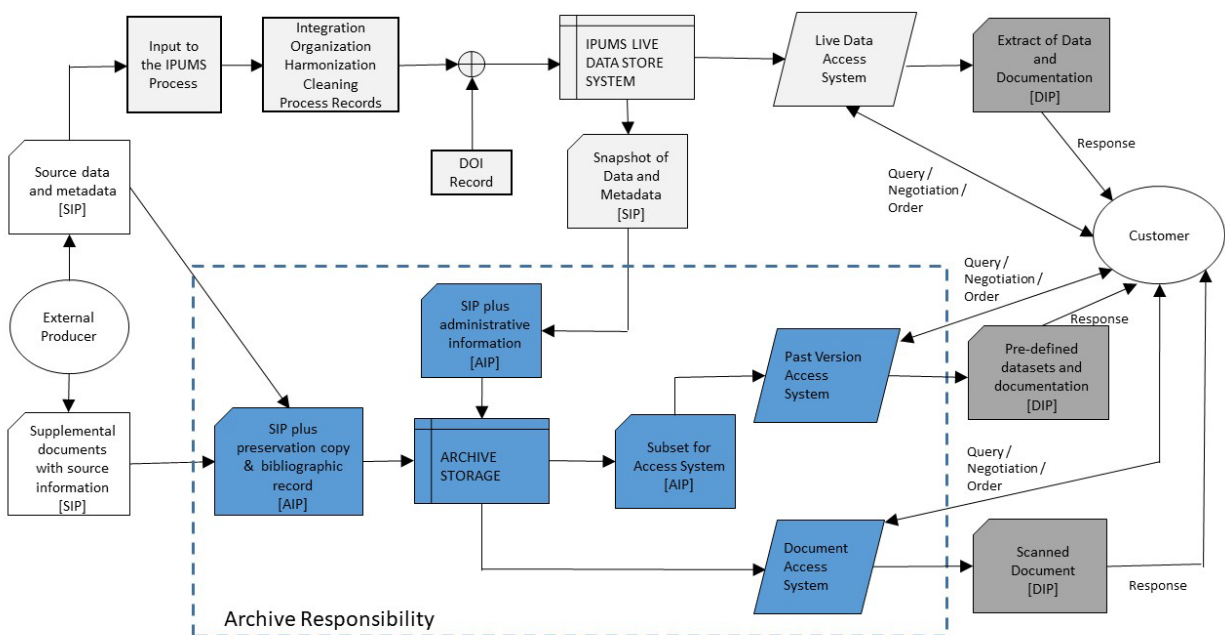 Input to
the IPUMS
Process
Integration
Organization
Harmonization
Cleaning
Process Records
IPUMS LIVE
DATA STORE
SYSTEM
Live Data
Access
System
Extract of Data
and
Documentation
[DIP]
DOI
Record
Source data
and metadata
[SIP]
Snapshot of
Data and
Metadata
[SIP]
Query /
Negotiation /
Order
Response
Customer
External
Producer
SIP plus
administrative
information
[AIP]
Query /
Negotiation /
Order
Response
Past Version
Access
System
Pre-defined
datasets and
documentation
[DIP]
Supplemental
documents
with source
information
[SIP]
SIP plus
preservation copy
& bibliographic
record
[AIP]
ARCHIVE
STORAGE
Subset for
Access System
[AIP]
Query /
Negotiation /
Order
Document
Access
System
Scanned
Document
[DIP]
Response
Archive Responsibility